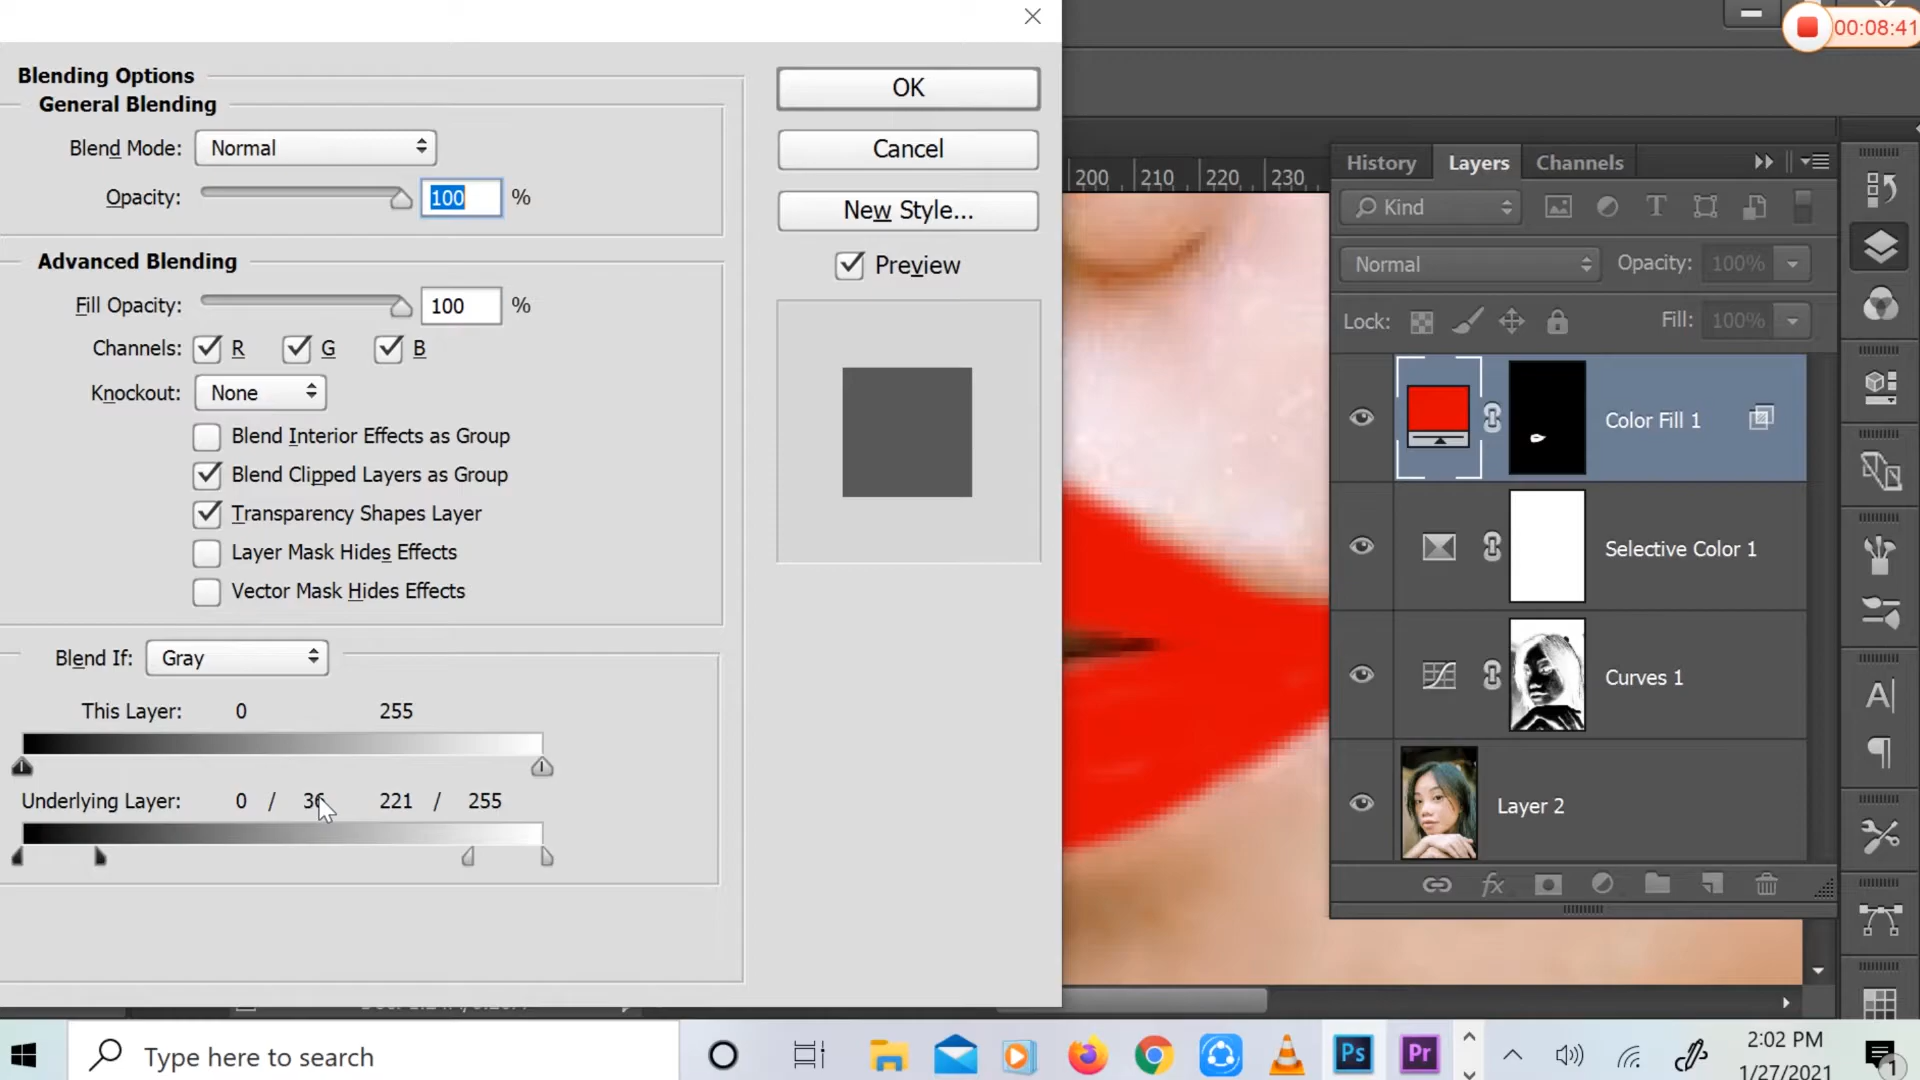 00:08:41
Blending Options
General Blending
Blend Mode: Normal
Opacity: 100 %
Advanced Blending
Fill Opacity: 100 %
Channels: R G B
Knockout: None
Blend Interior Effects as Group
Blend Clipped Layers as Group
Transparency Shapes Layer
Layer Mask Hides Effects
Vector Mask Hides Effects
Blend If: Gray
This Layer: 0 255
Underlying Layer: 0 / 36 221 / 255
OK
Cancel
New Style...
Preview
200 210 220 230
History Layers Channels
Kind
Normal Opacity: 100%
Lock: Fill: 100%
Color Fill 1
Selective Color 1
Curves 1
Layer 2
Type here to search
Ps Pr
2:02 PM
1/27/2021
1